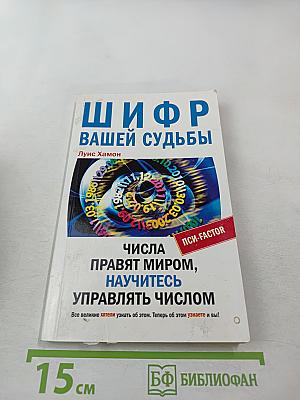 ШИФР
ВАШЕЙ СУДЬБЫ
Луис Хамон
ПСИ-FACTOR
ЧИСЛА
ПРАВЯТ МИРОМ,
НАУЧИТЕСЬ
УПРАВЛЯТЬ ЧИСЛОМ
Все великие хотели узнать об этом. Теперь об этом узнаете и вы!
15 см
БФ БИБЛИОФАН